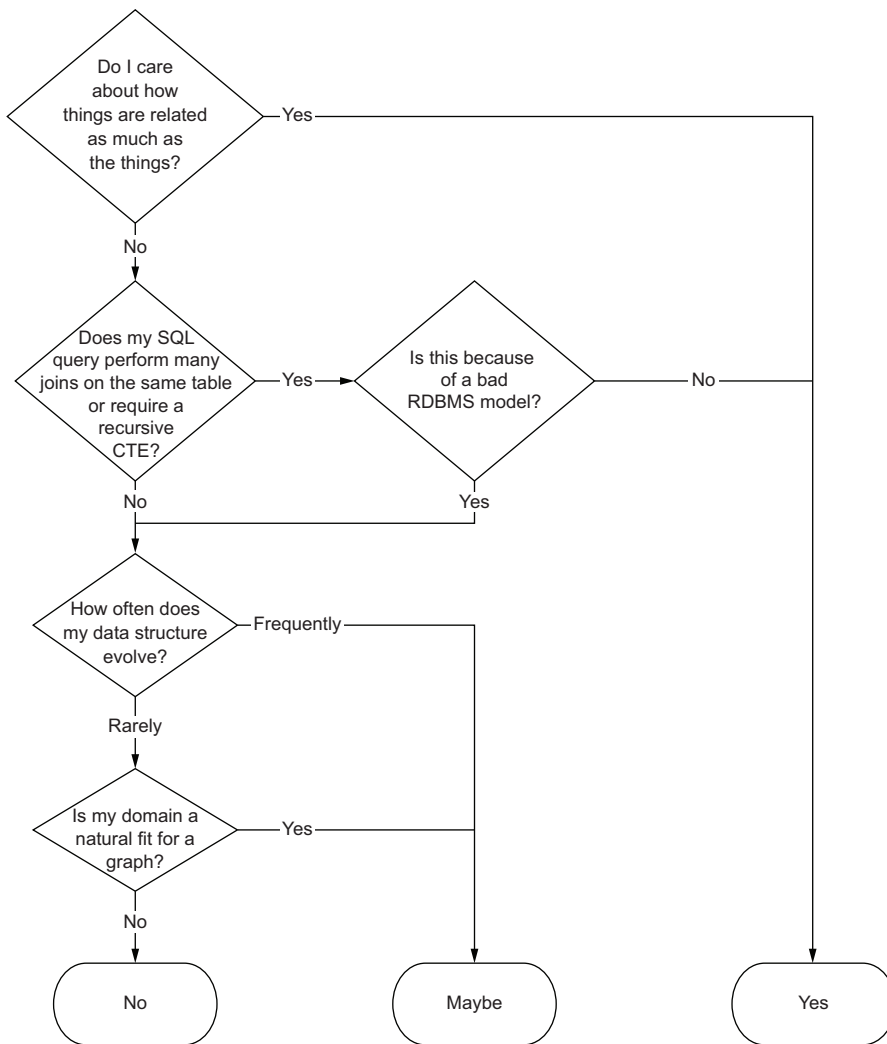 Do I care
about how
things are related
as much as
the things?
Yes
No
Does my SQL
query perform many
joins on the same table
or require a
recursive
CTE?
Yes
Is this because
of a bad
RDBMS model?
No
No
Yes
How often does
my data structure
evolve?
Frequently
Rarely
Is my domain a
natural fit for a
graph?
Yes
No
No
Maybe
Yes